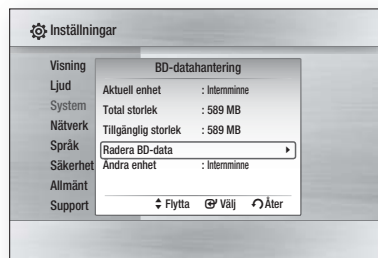 Inställningar
Visning
Ljud
System
Nätverk
Språk
Säkerhet
Allmänt
Support
BD-datahantering
Aktuell enhet : Internminne
Total storlek : 589 MB
Tillgänglig storlek : 589 MB
Radera BD-data
Ändra enhet : Internminne
Flytta Välj Åter